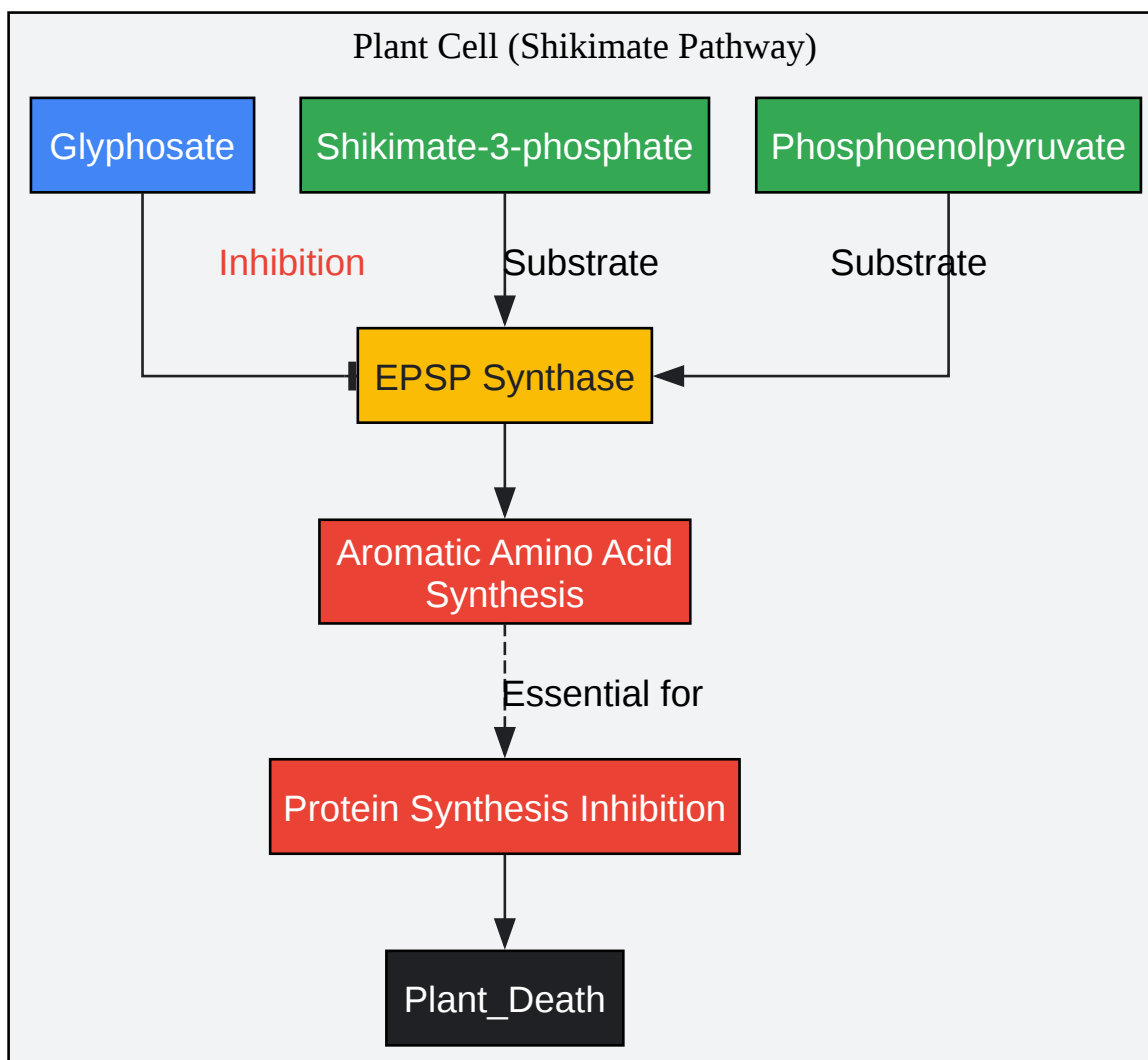 Plant Cell (Shikimate Pathway)
Glyphosate
Shikimate-3-phosphate
Phosphoenolpyruvate
Inhibition
Substrate
Substrate
EPSP Synthase
Aromatic Amino Acid
Synthesis
Essential for
Protein Synthesis Inhibition
Plant_Death